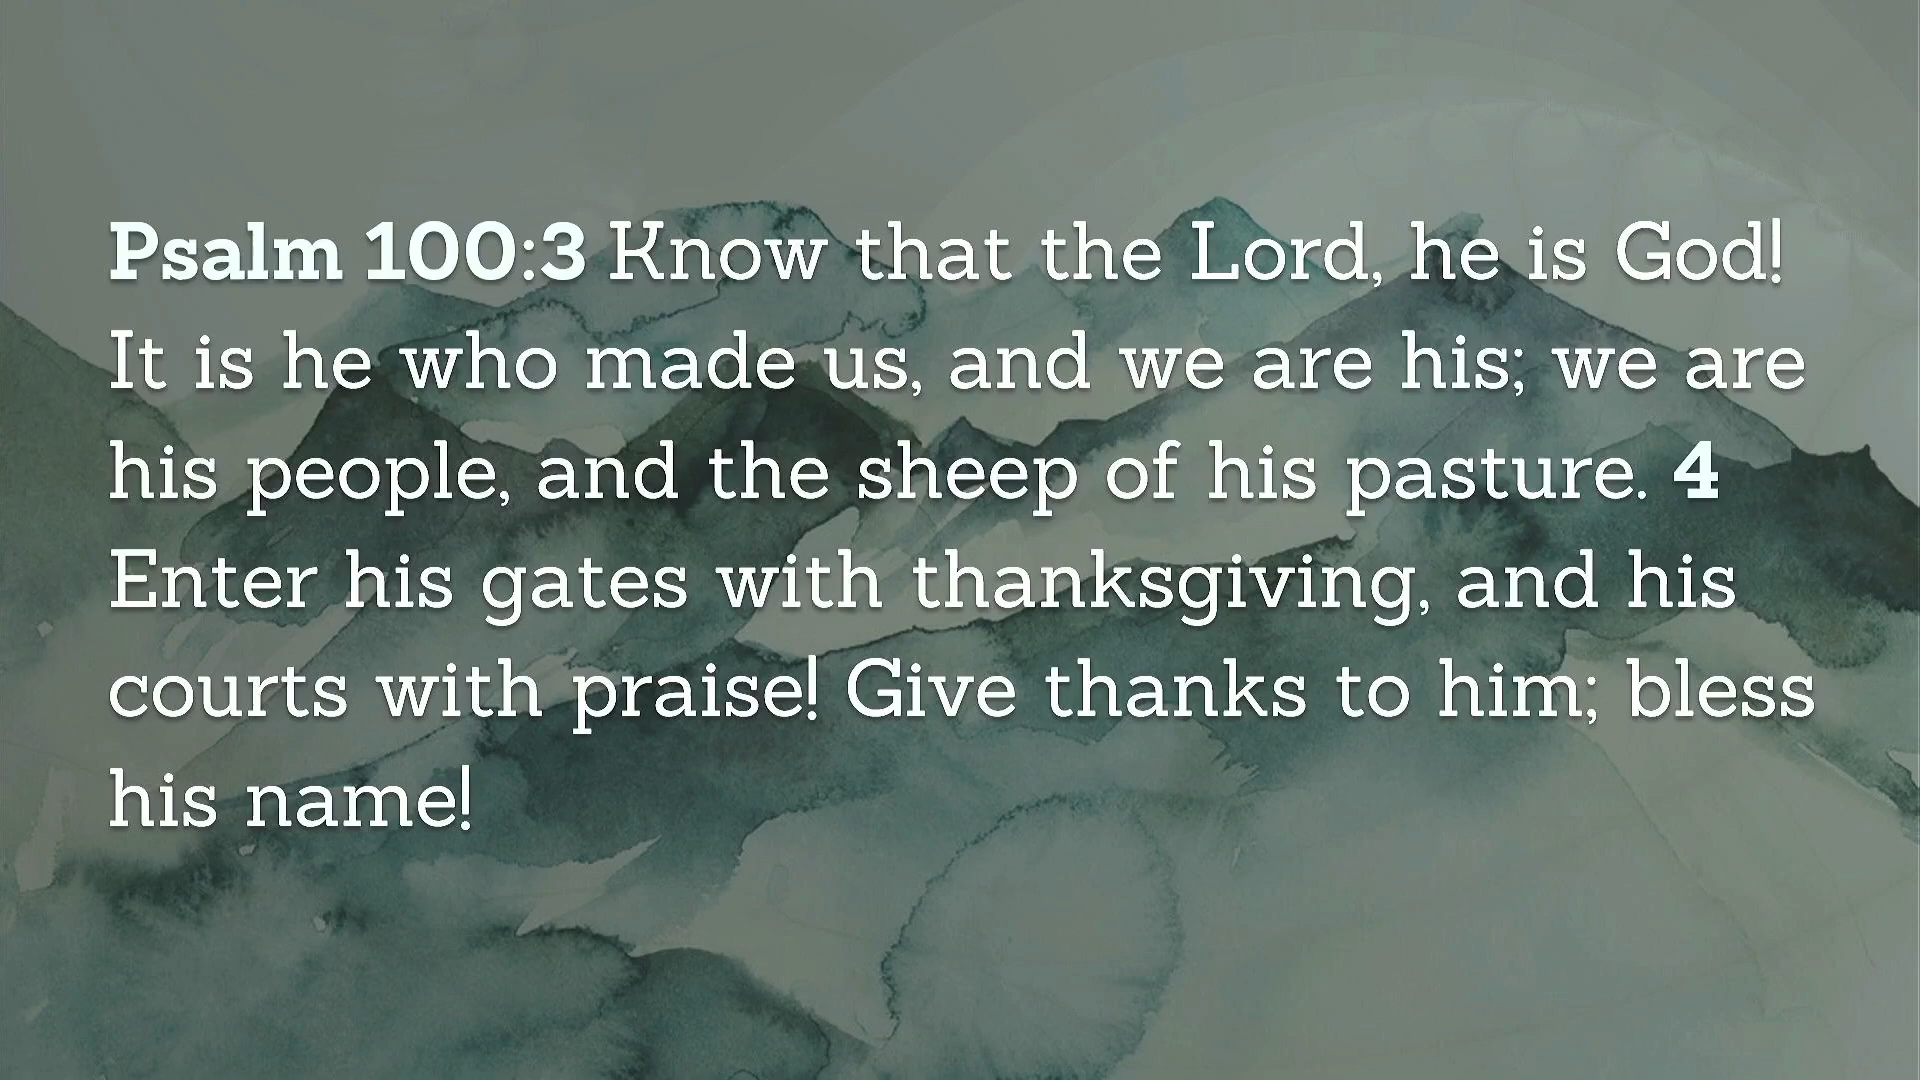 Psalm 100:3 Know that the Lord, he is God!
It is he who made us, and we are his; we are
his people, and the sheep of his pasture. 4
Enter his gates with thanksgiving, and his
courts with praise! Give thanks to him; bless
his name!